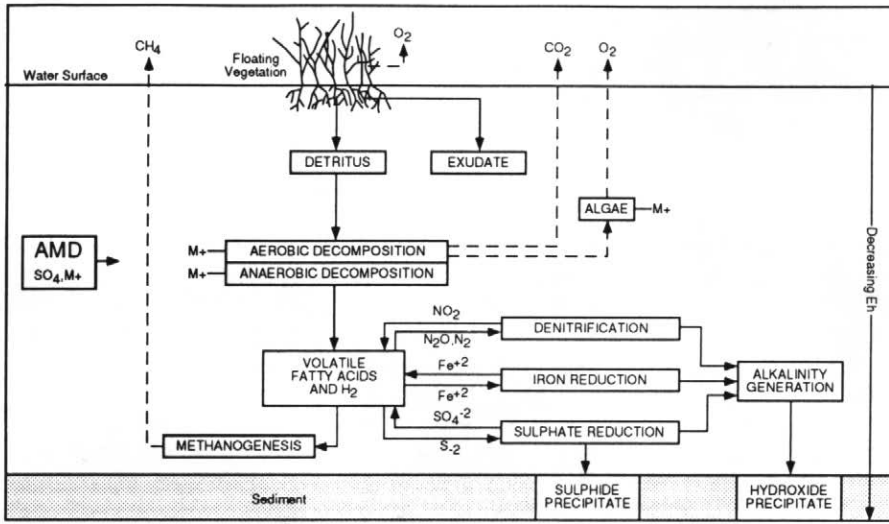 CH4
O2
CO2
O2
Floating
Vegetation
Water Surface
DETRITUS
EXUDATE
ALGAE
M+
AMD
SO4,M+
M+
AEROBIC DECOMPOSITION
M+
ANAEROBIC DECOMPOSITION
Decreasing Eh
NO2
DENITRIFICATION
N2O,N2
VOLATILE
FATTY ACIDS
AND H2
Fe+2
IRON REDUCTION
Fe+2
ALKALINITY
GENERATION
SO4-2
SULPHATE REDUCTION
S-2
METHANOGENESIS
Sediment
SULPHIDE
PRECIPITATE
HYDROXIDE
PRECIPITATE